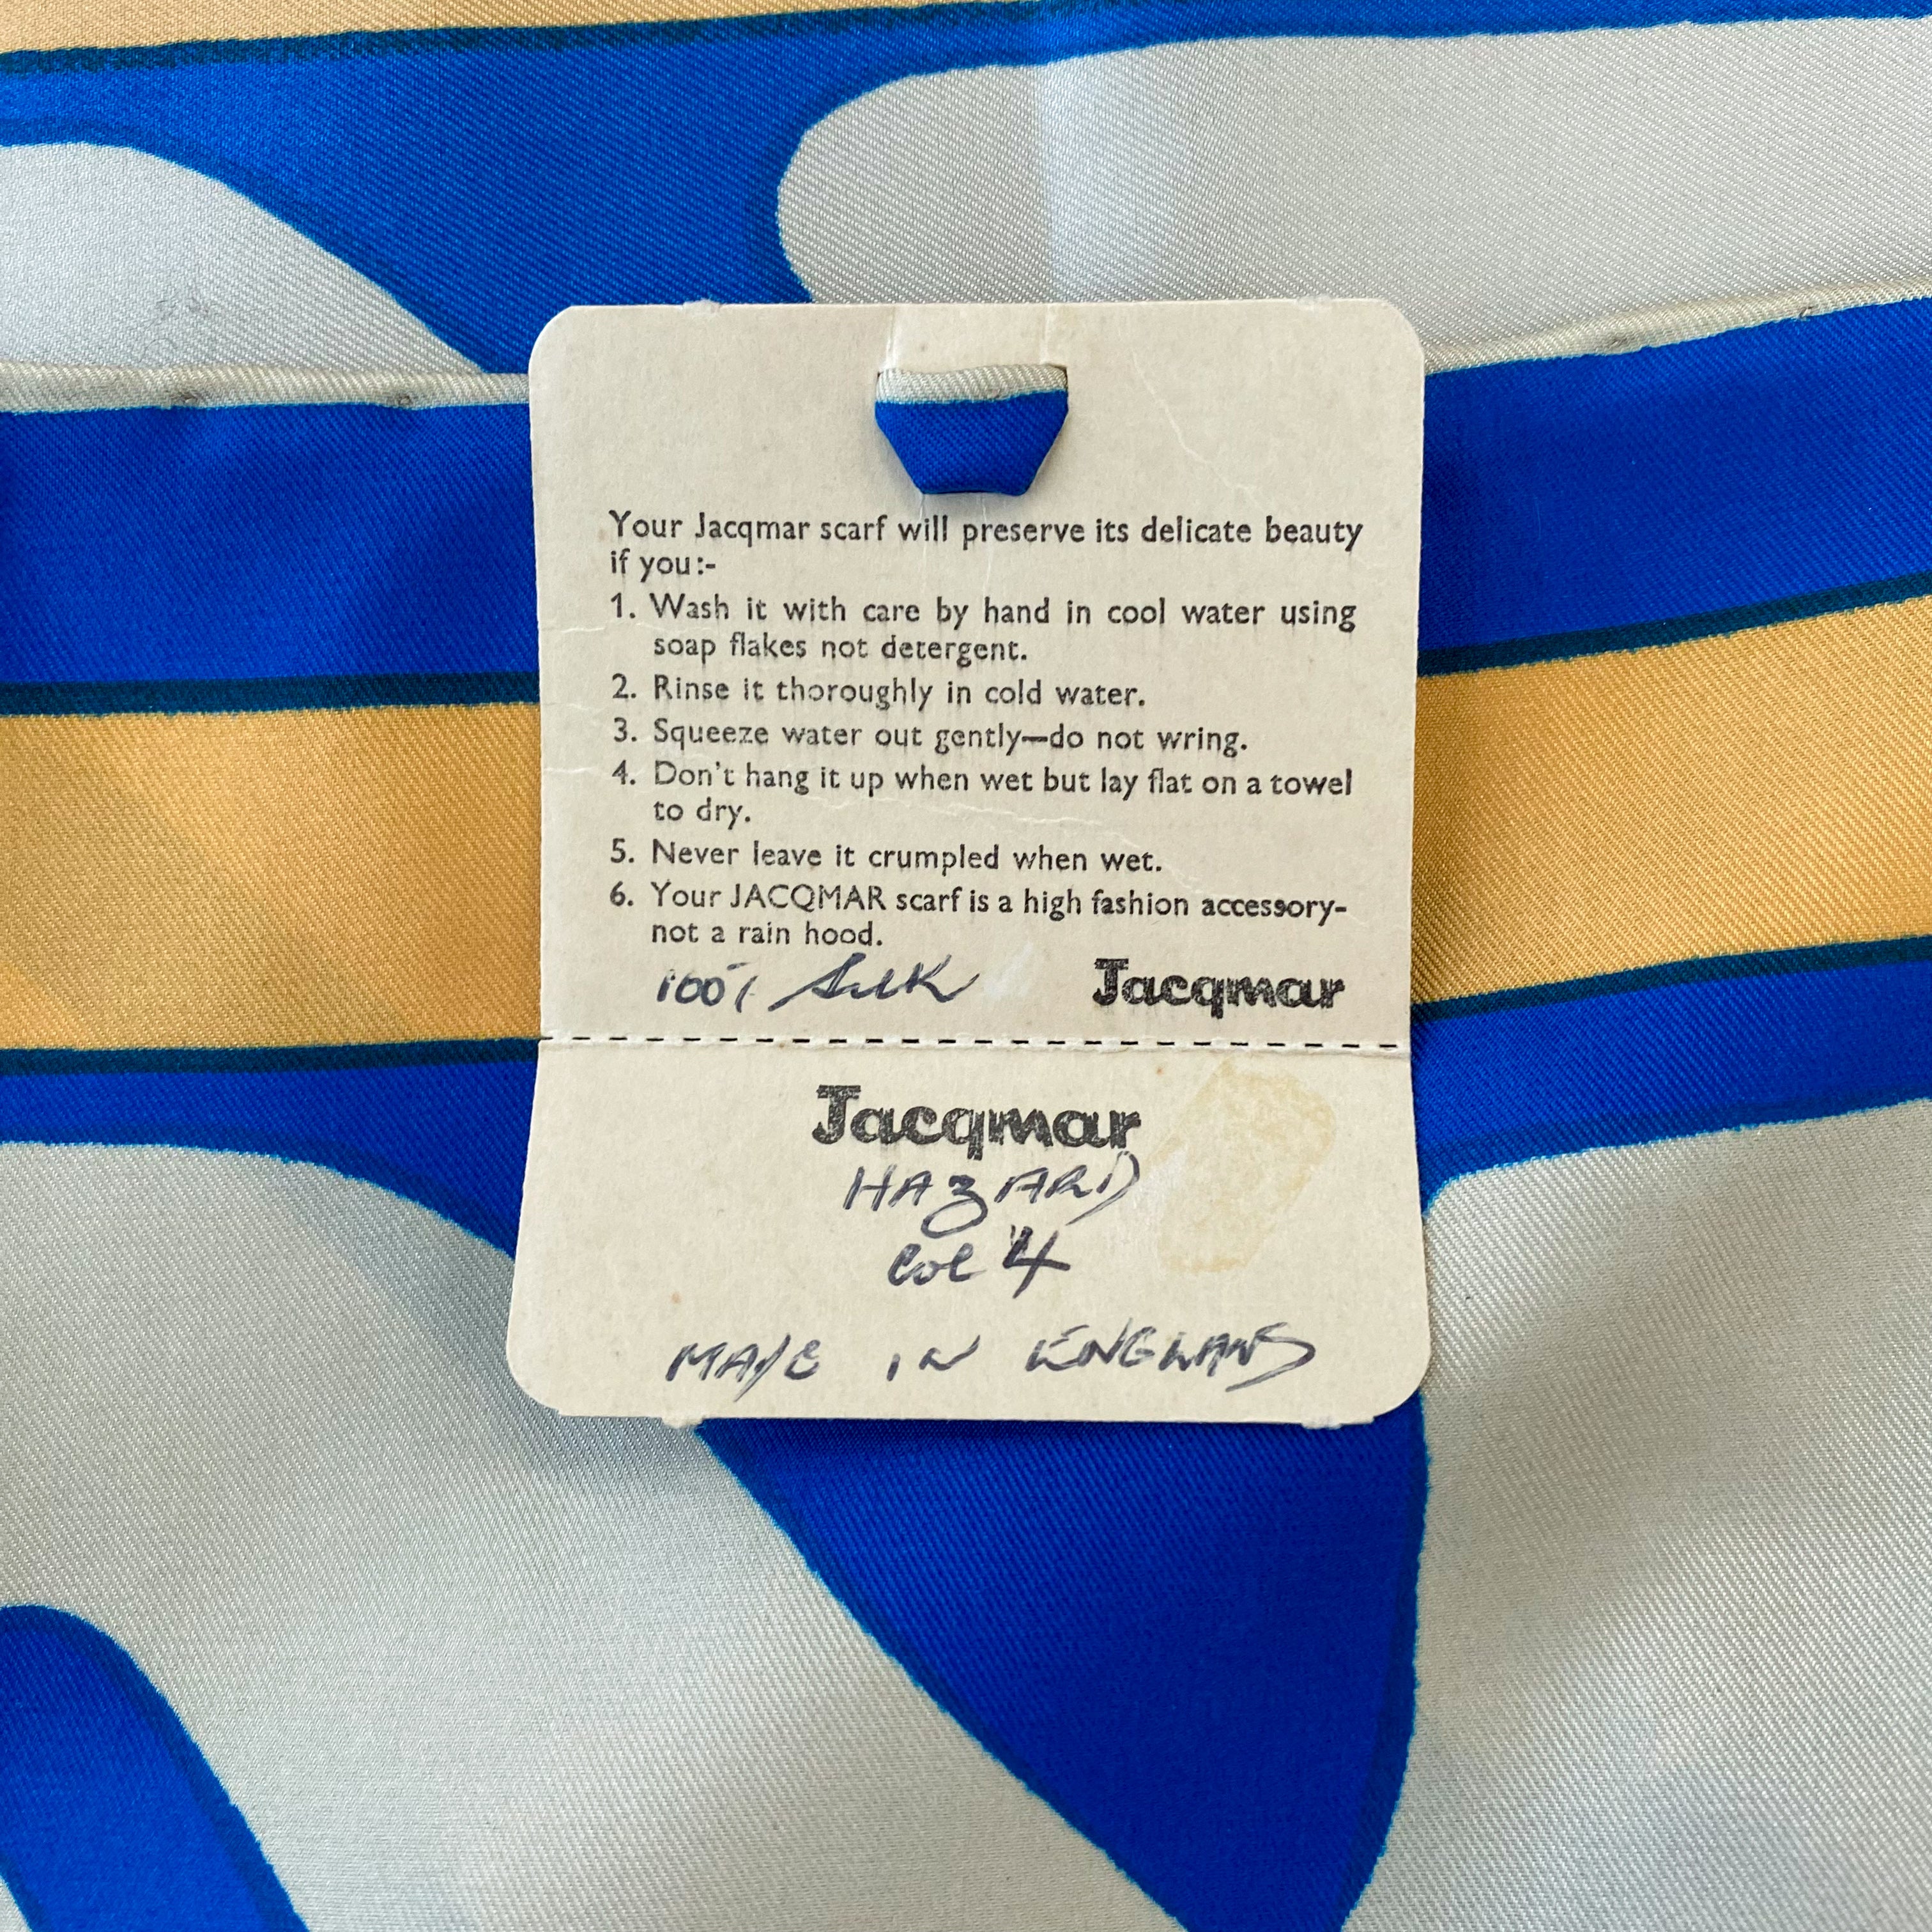 Your Jacqmar scarf will preserve its delicate beauty
if you:-
1. Wash it with care by hand in cool water using
soap flakes not detergent.
2. Rinse it thoroughly in cold water.
3. Squeeze water out gently—do not wring.
4. Don't hang it up when wet but lay flat on a towel
to dry.
5. Never leave it crumpled when wet.
6. Your JACQMAR scarf is a high fashion accessory-
not a rain hood.
100% Silk Jacqmar
Jacqmar
HAZARD
Col 4
MADE IN ENGLAND